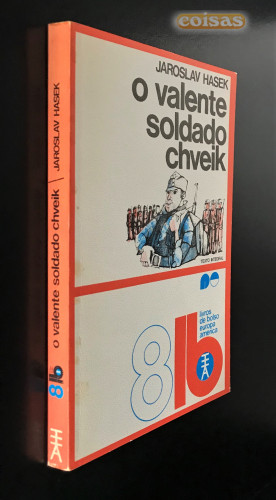 coisas
JAROSLAV HASEK
o valente
soldado
chveik
TEXTO INTEGRAL
8
lb
livros
de bolso
europa
américa
o valente soldado chveik / JAROSLAV HASEK
lb
8